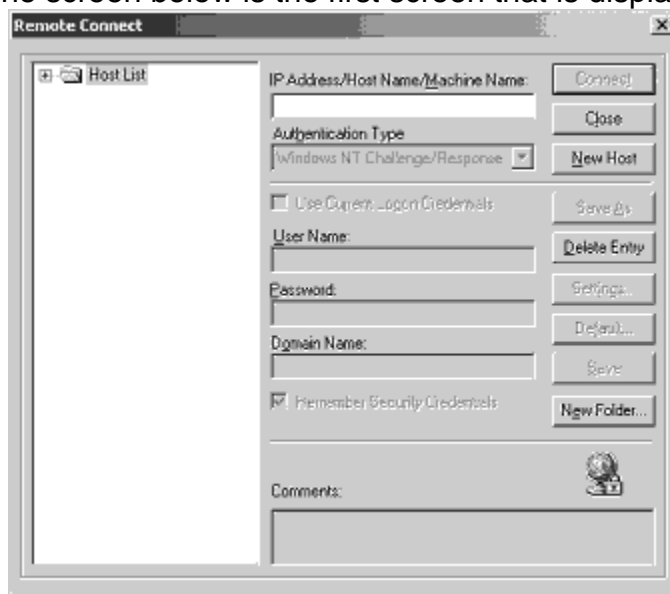 The screen below is the first screen that is displa
Remote Connect
Host List
IP Address/Host Name/Machine Name:
Connect
Close
Authentication Type
Windows NT Challenge/Response
New Host
Use Current Logon Credentials
Save As
User Name:
Delete Entry
Password:
Settings...
Default...
Domain Name:
Save
Remember Security Credentials
New Folder...
Comments: